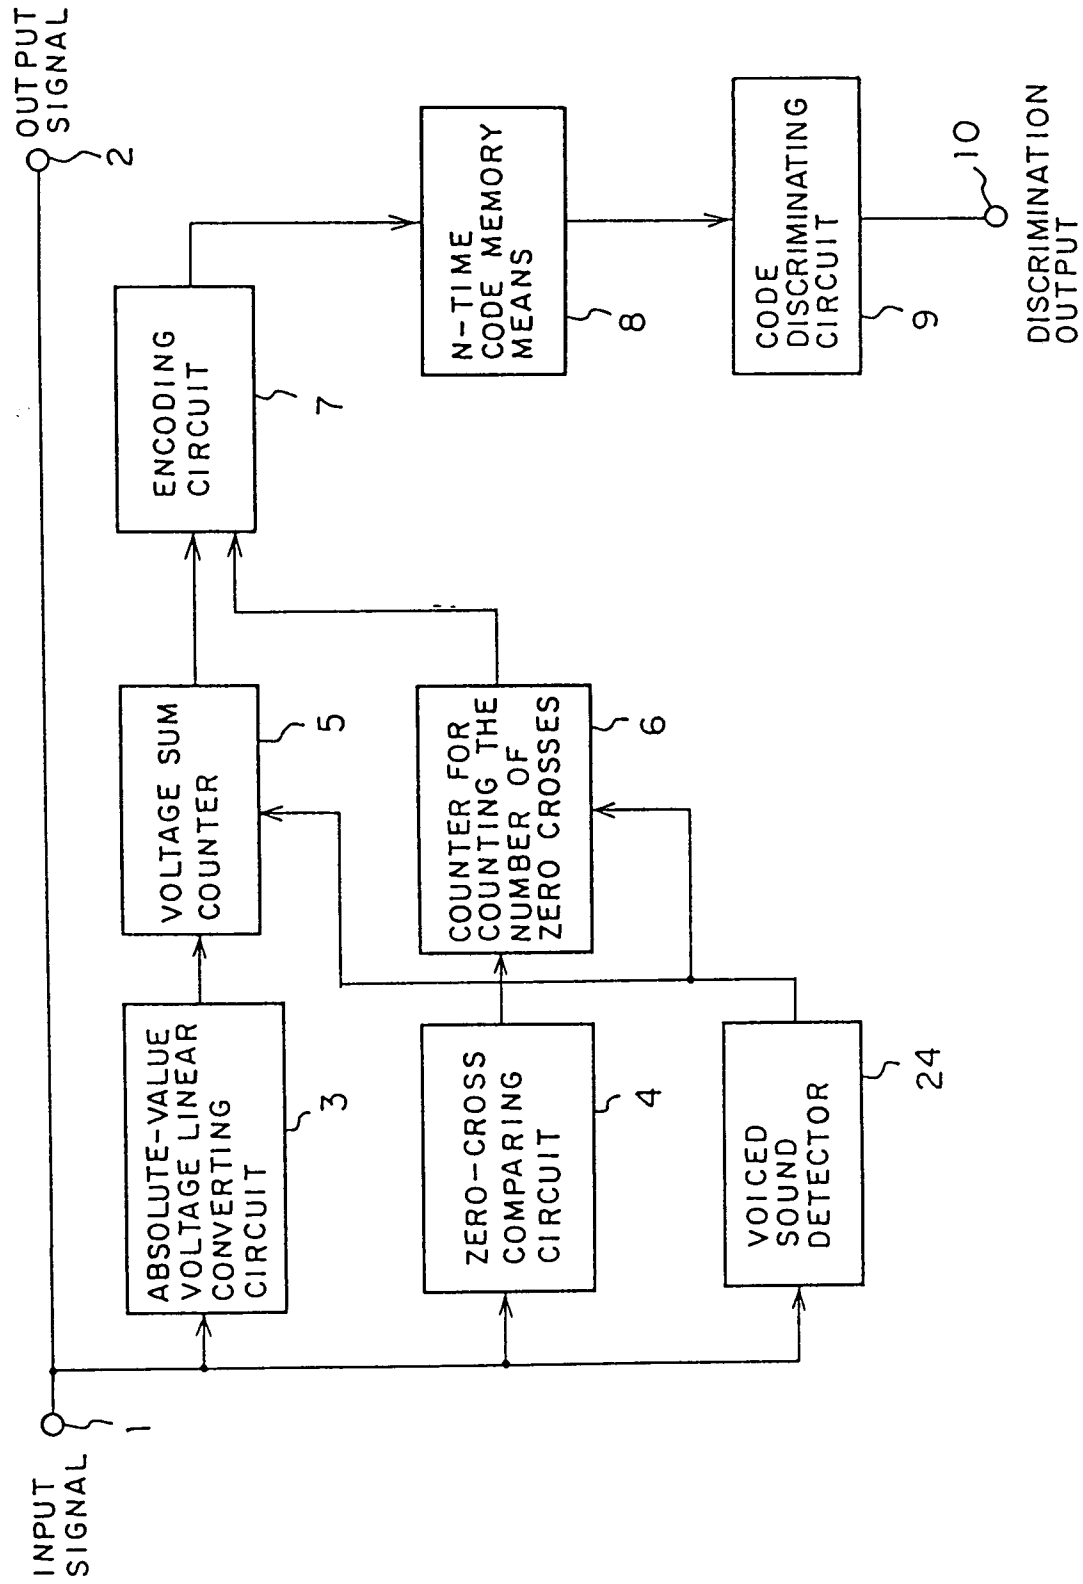 INPUT
SIGNAL
1
OUTPUT
SIGNAL
2
ABSOLUTE-VALUE
VOLTAGE LINEAR
CONVERTING
CIRCUIT
3
VOLTAGE SUM
COUNTER
5
ENCODING
CIRCUIT
7
ZERO-CROSS
COMPARING
CIRCUIT
4
COUNTER FOR
COUNTING THE
NUMBER OF
ZERO CROSSES
6
N-TIME
CODE MEMORY
MEANS
8
VOICED
SOUND
DETECTOR
24
CODE
DISCRIMINATING
CIRCUIT
9
10
DISCRIMINATION
OUTPUT